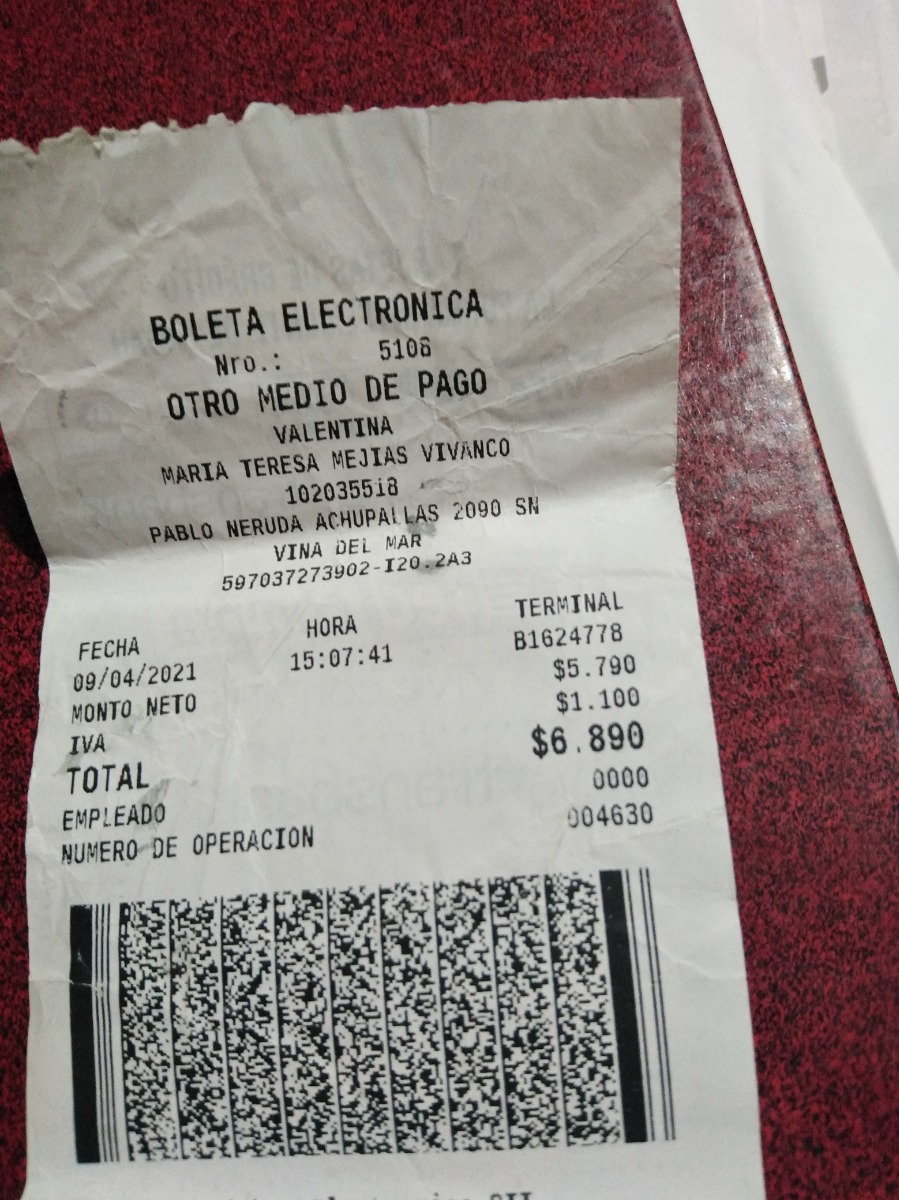 BOLETA ELECTRONICA
Nro.: 5108
OTRO MEDIO DE PAGO
VALENTINA
MARIA TERESA MEJIAS VIVANCO
1020355i8
PABLO NERUDA ACHUPALLAS 2090 SN
VINA DEL MAR
597037273902-I20.2A3
FECHA HORA TERMINAL
09/04/2021 15:07:41 B1624778
MONTO NETO $5.790
IVA $1.100
TOTAL $6.890
EMPLEADO 0000
NUMERO DE OPERACION 004630